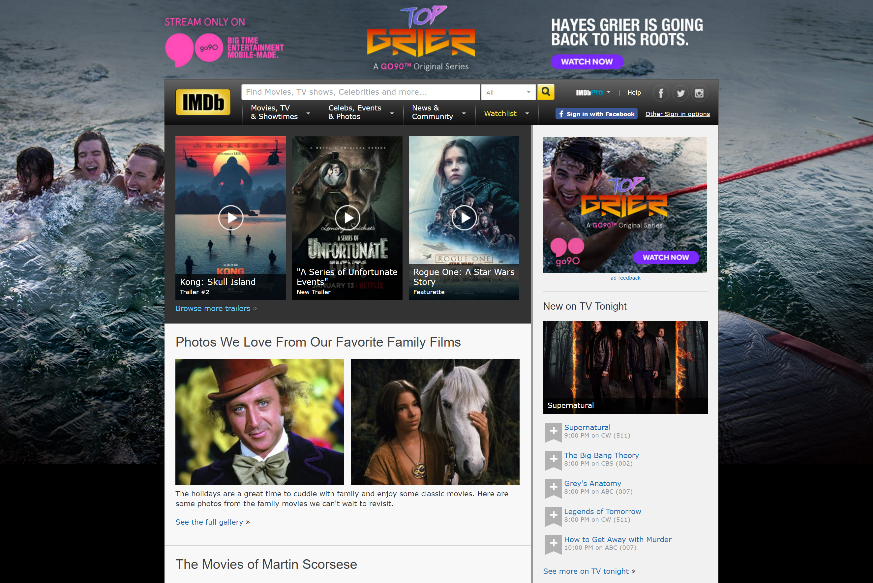 STREAM ONLY ON
go90
BIG TIME
ENTERTAINMENT
MOBILE-MADE.
TOP
GRIER
A GO90™ Original Series
HAYES GRIER IS GOING
BACK TO HIS ROOTS.
WATCH NOW
IMDb
Find Movies, TV shows, Celebrities and more...
All
IMDbPRO
Help
Movies, TV
& Showtimes
Celebs, Events
& Photos
News &
Community
Watchlist
Sign in with Facebook
Other Sign in options
KONG
Kong: Skull Island
Trailer #2
A NETFLIX ORIGINAL SERIES
Lemony Snicket's
A SERIES OF
UNFORTUNATE
"A Series of Unfortunate
Events"
New Trailer
ROGUE ONE
Rogue One: A Star Wars
Story
Featurette
Browse more trailers »
TOP
GRIER
A GO90™ Original Series
go90
WATCH NOW
ad feedback
New on TV Tonight
Supernatural
Supernatural
9:00 PM on CW (511)
The Big Bang Theory
8:00 PM on CBS (002)
Grey's Anatomy
8:00 PM on ABC (007)
Legends of Tomorrow
8:00 PM on CW (511)
How to Get Away with Murder
10:00 PM on ABC (007)
See more on TV tonight »
Photos We Love From Our Favorite Family Films
The holidays are a great time to cuddle with family and enjoy some classic movies. Here are
some photos from the family movies we can't wait to revisit.
See the full gallery »
The Movies of Martin Scorsese